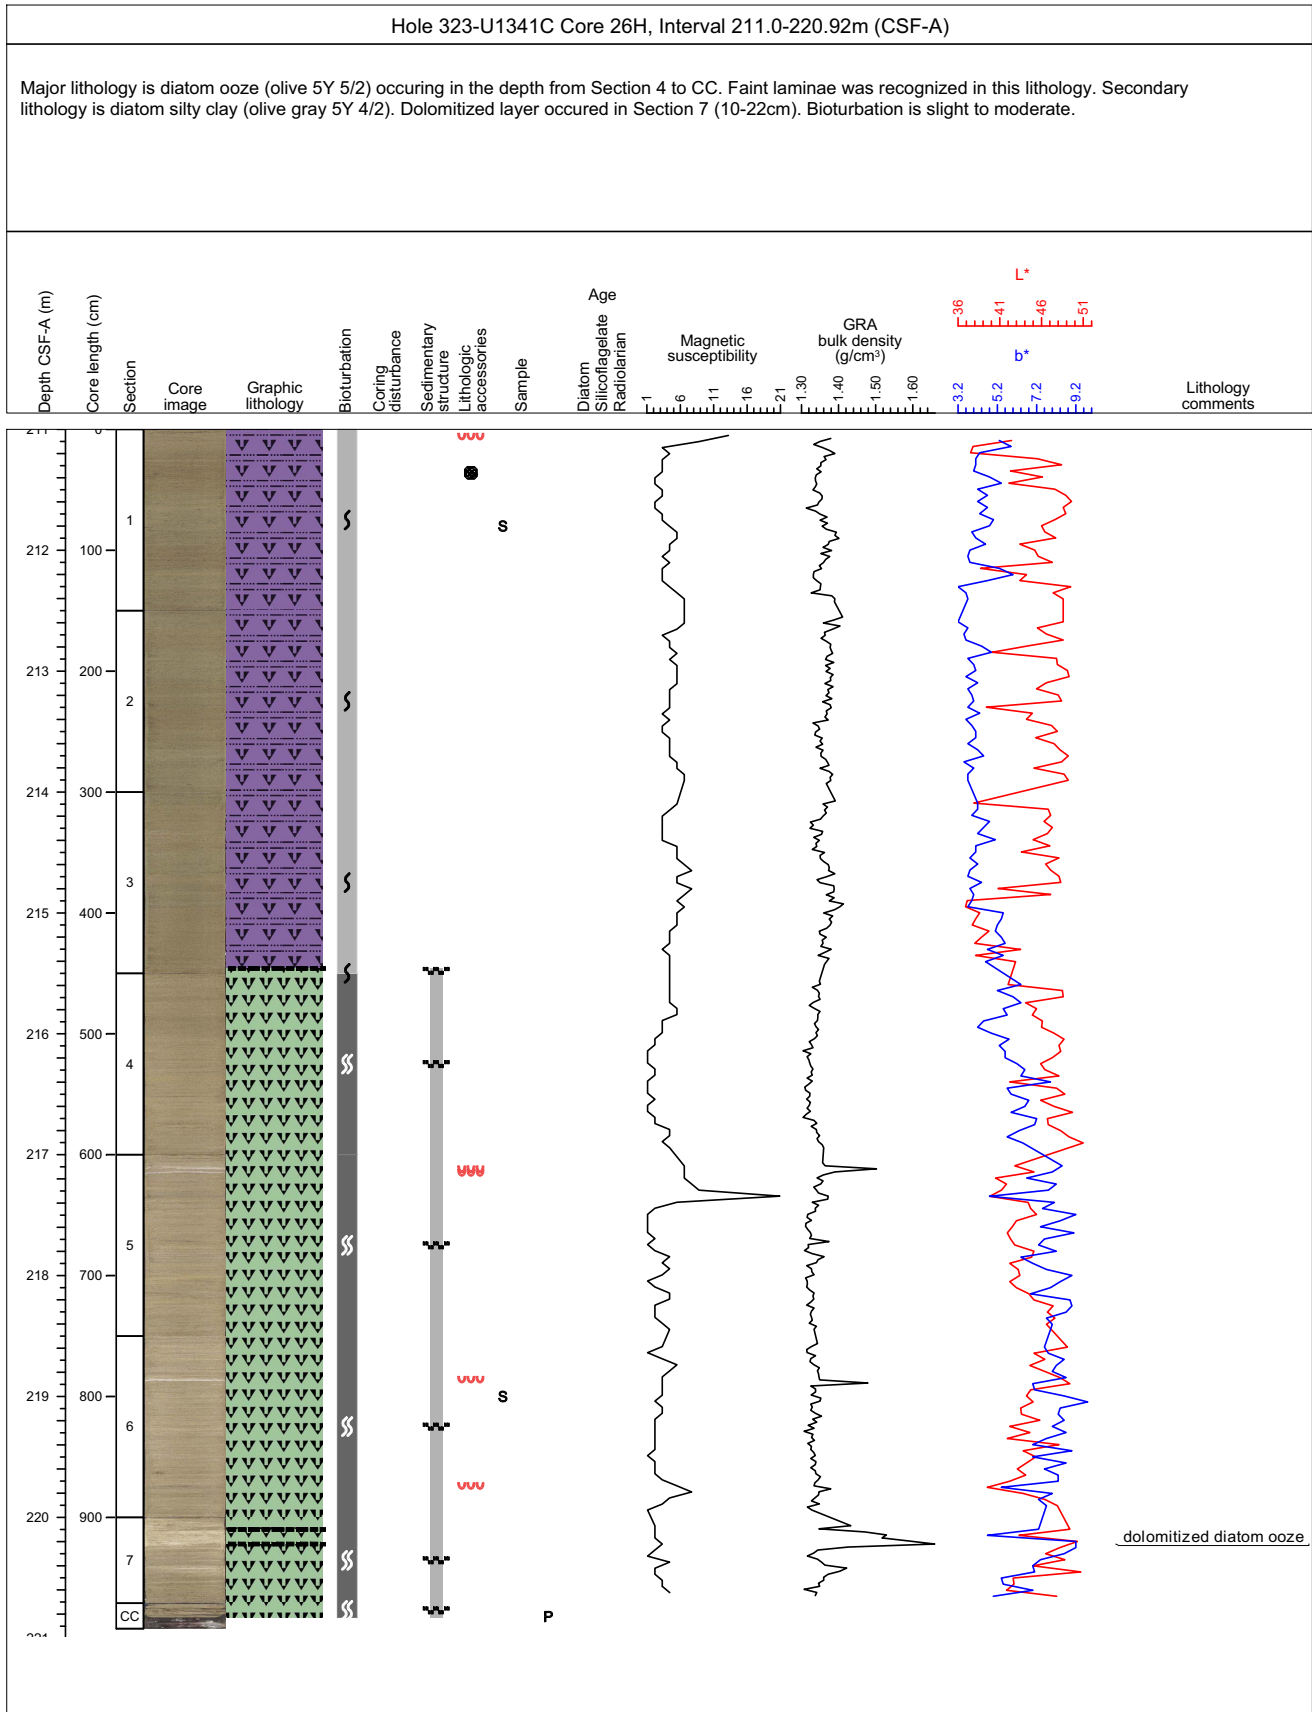 Hole 323-U1341C Core 26H, Interval 211.0-220.92m (CSF-A)
Major lithology is diatom ooze (olive 5Y 5/2) occuring in the depth from Section 4 to CC. Faint laminae was recognized in this lithology. Secondary
lithology is diatom silty clay (olive gray 5Y 4/2). Dolomitized layer occured in Section 7 (10-22cm). Bioturbation is slight to moderate.
Depth CSF-A (m)
Core length (cm)
Section
Core
image
Graphic
lithology
Bioturbation
Coring
disturbance
Sedimentary
structure
Lithologic
accessories
Sample
Age
Diatom
Silicoflagelate
Radiolarian
Magnetic
susceptibility
1 6 11 16 21
GRA
bulk density
(g/cm³)
1.30 1.40 1.50 1.60
L*
36 41 46 51
b*
3.2 5.2 7.2 9.2
Lithology
comments
211 0
1
S
212 100
213 200
2
214 300
3
215 400
216 500
4
217 600
5
218 700
219 800
S
6
220 900
dolomitized diatom ooze
7
CC
P
221